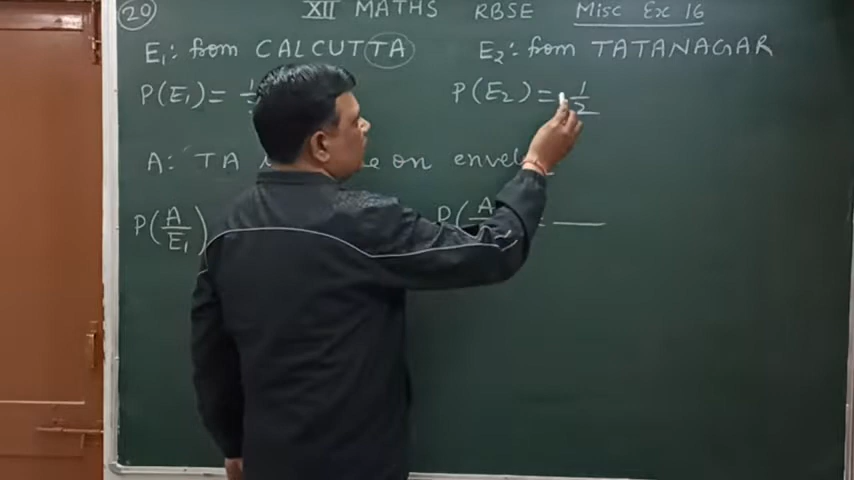 20 XII MATHS RBSE Misc Ex 16
E₁: from CALCUTTA E₂: from TATANAGAR
P(E₁) = P(E₂) = 1/2
A: TA on
P(A/E₁)